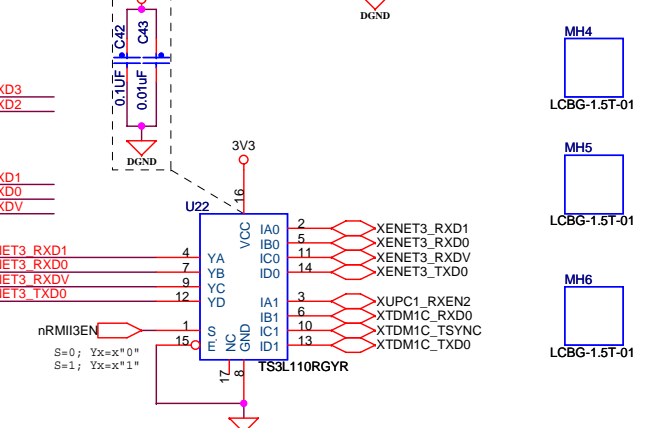 DGND
C42
C43
0.1UF
0.01uF
DGND
MH4
LCBG-1.5T-01
XD3
XD2
3V3
MH5
LCBG-1.5T-01
XD1
XD0
XDV
16
U22
VCC
2
IA0
XENET3_RXD1
5
IB0
XENET3_RXD0
11
IC0
XENET3_RXDV
14
ID0
XENET3_TXD0
NET3_RXD1
4
YA
NET3_RXD0
7
YB
NET3_RXDV
9
YC
NET3_TXD0
12
YD
MH6
LCBG-1.5T-01
3
IA1
XUPC1_RXEN2
6
IB1
XTDM1C_RXD0
10
IC1
XTDM1C_TSYNC
13
ID1
XTDM1C_TXD0
nRMII3EN
1
S
15
E
NC
GND
S=0; Yx=x"0"
S=1; Yx=x"1"
17
8
TS3L110RGYR